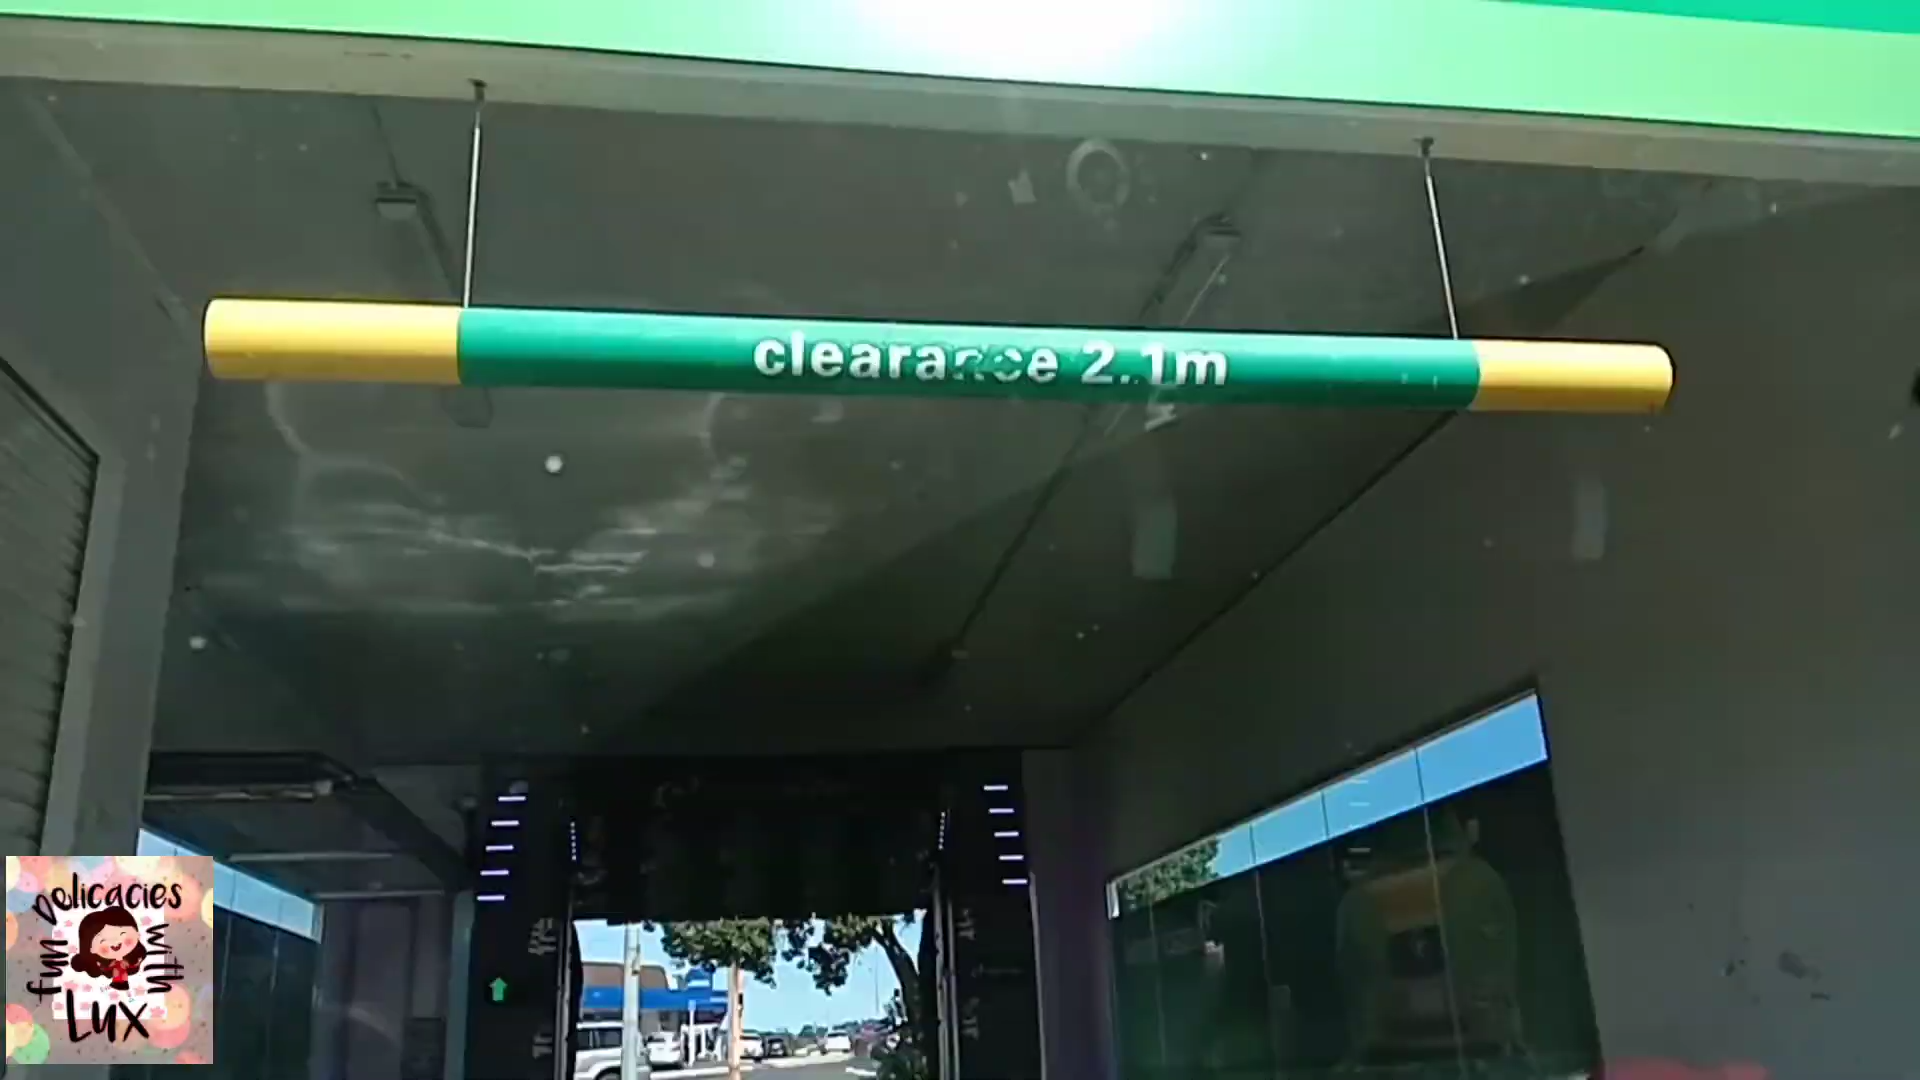 clearance 2.1m
fun Delicacies with
Lux